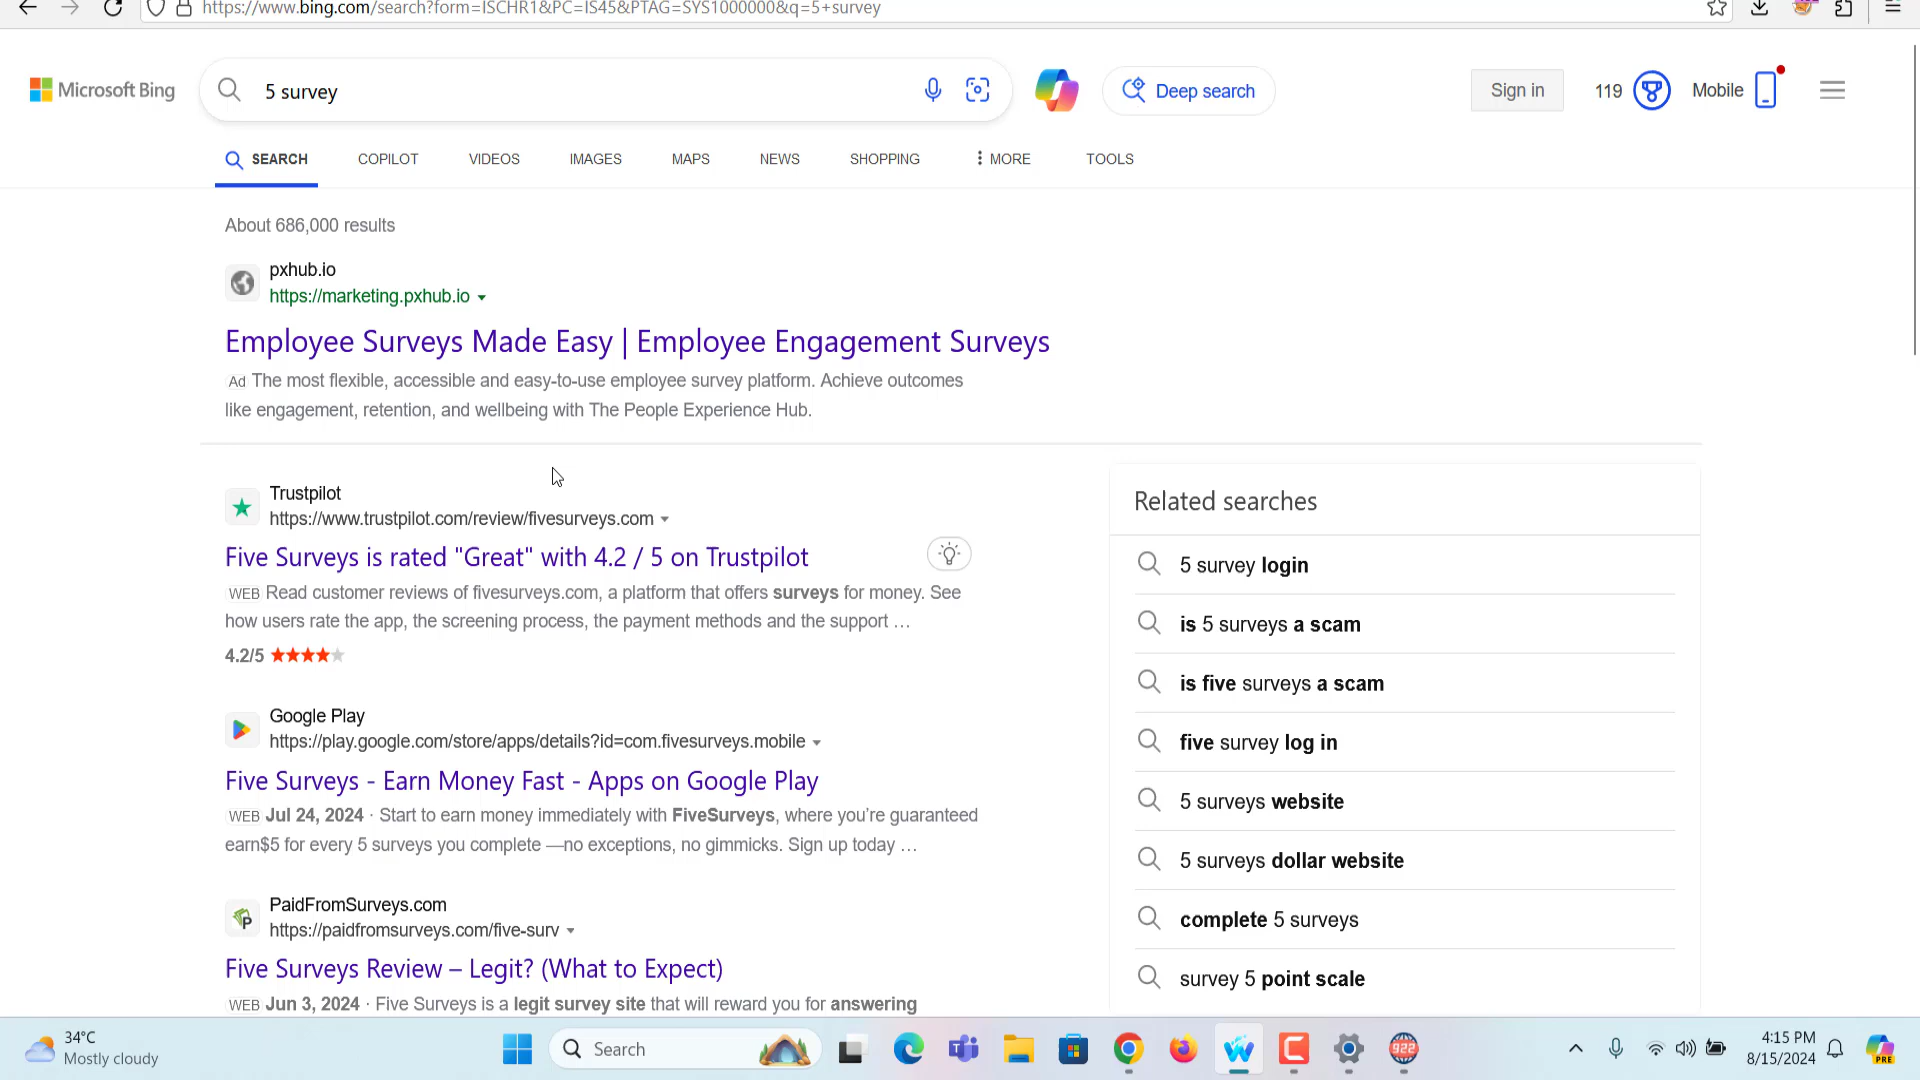 https://www.bing.com/search?form=ISCHR1&PC=IS45&PTAG=SYS1000000&q=5+survey
Microsoft Bing
5 survey
Deep search
Sign in
119
Mobile
SEARCH
COPILOT
VIDEOS
IMAGES
MAPS
NEWS
SHOPPING
MORE
TOOLS
About 686,000 results
pxhub.io
https://marketing.pxhub.io
Employee Surveys Made Easy | Employee Engagement Surveys
Ad The most flexible, accessible and easy-to-use employee survey platform. Achieve outcomes
like engagement, retention, and wellbeing with The People Experience Hub.
Trustpilot
https://www.trustpilot.com/review/fivesurveys.com
Five Surveys is rated "Great" with 4.2 / 5 on Trustpilot
WEB Read customer reviews of fivesurveys.com, a platform that offers surveys for money. See
how users rate the app, the screening process, the payment methods and the support …
4.2/5
Google Play
https://play.google.com/store/apps/details?id=com.fivesurveys.mobile
Five Surveys - Earn Money Fast - Apps on Google Play
WEB Jul 24, 2024 · Start to earn money immediately with FiveSurveys, where you're guaranteed
earn$5 for every 5 surveys you complete —no exceptions, no gimmicks. Sign up today …
PaidFromSurveys.com
https://paidfromsurveys.com/five-surv
Five Surveys Review – Legit? (What to Expect)
WEB Jun 3, 2024 · Five Surveys is a legit survey site that will reward you for answering
Related searches
5 survey login
is 5 surveys a scam
is five surveys a scam
five survey log in
5 surveys website
5 surveys dollar website
complete 5 surveys
survey 5 point scale
34°C
Mostly cloudy
Search
922
4:15 PM
8/15/2024
PRE